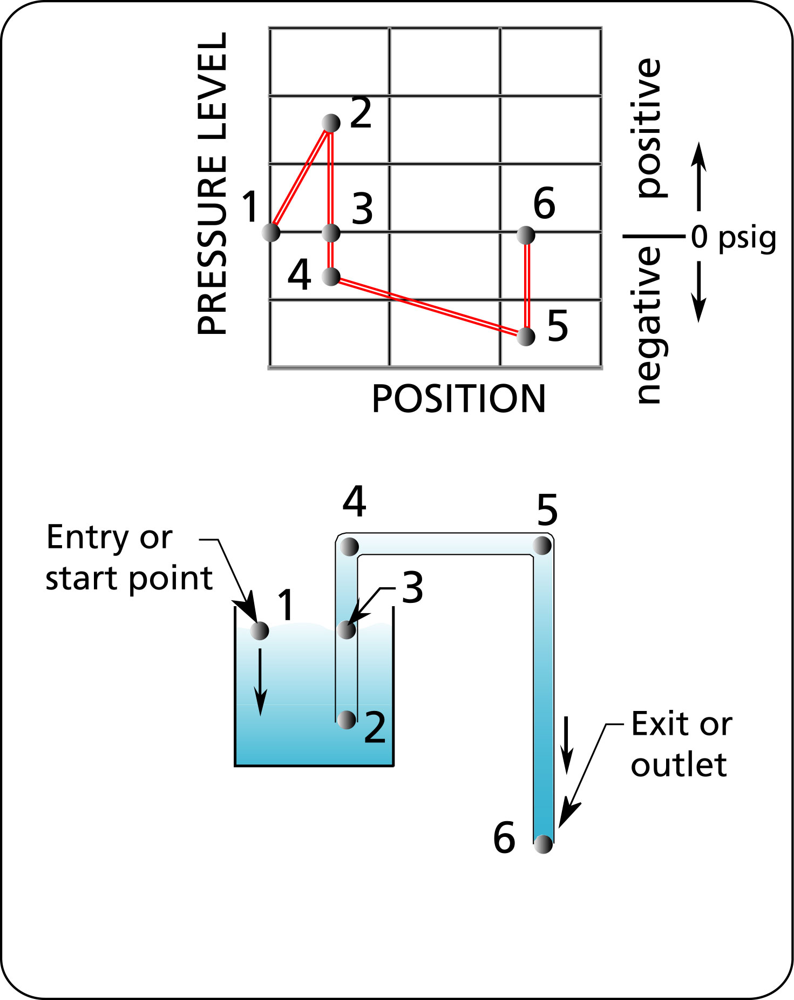 PRESSURE LEVEL
2
1
3
6
4
5
positive
0 psig
negative
POSITION
4
5
Entry or
start point
3
1
2
Exit or
outlet
6